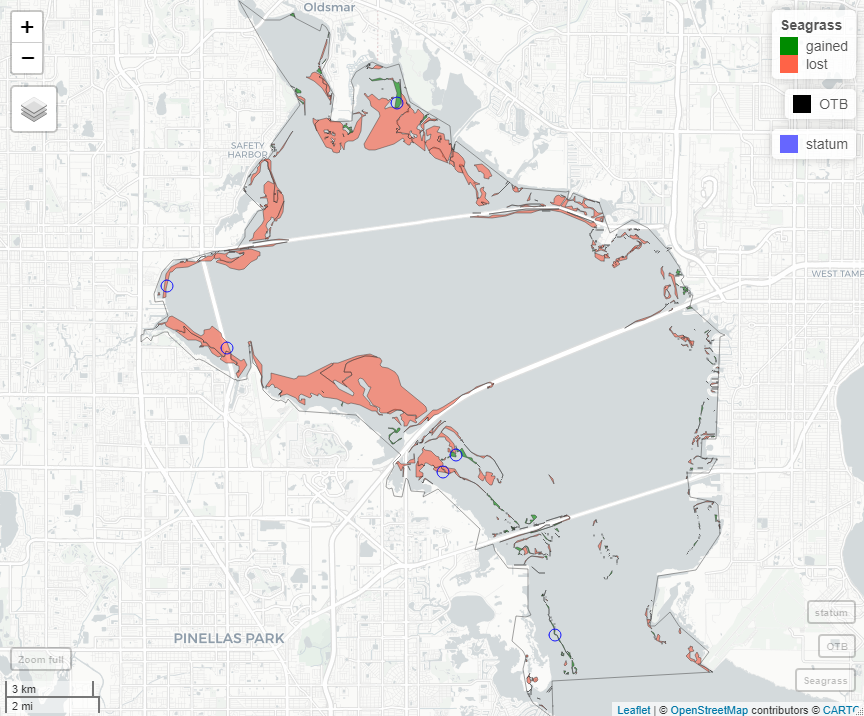 Oldsmar
+
−
Seagrass
gained
lost
OTB
statum
SAFETY
HARBOR
WEST TAMP
PINELLAS PARK
statum
OTB
Zoom full
Seagrass
3 km
2 mi
Leaflet | © OpenStreetMap contributors © CARTO